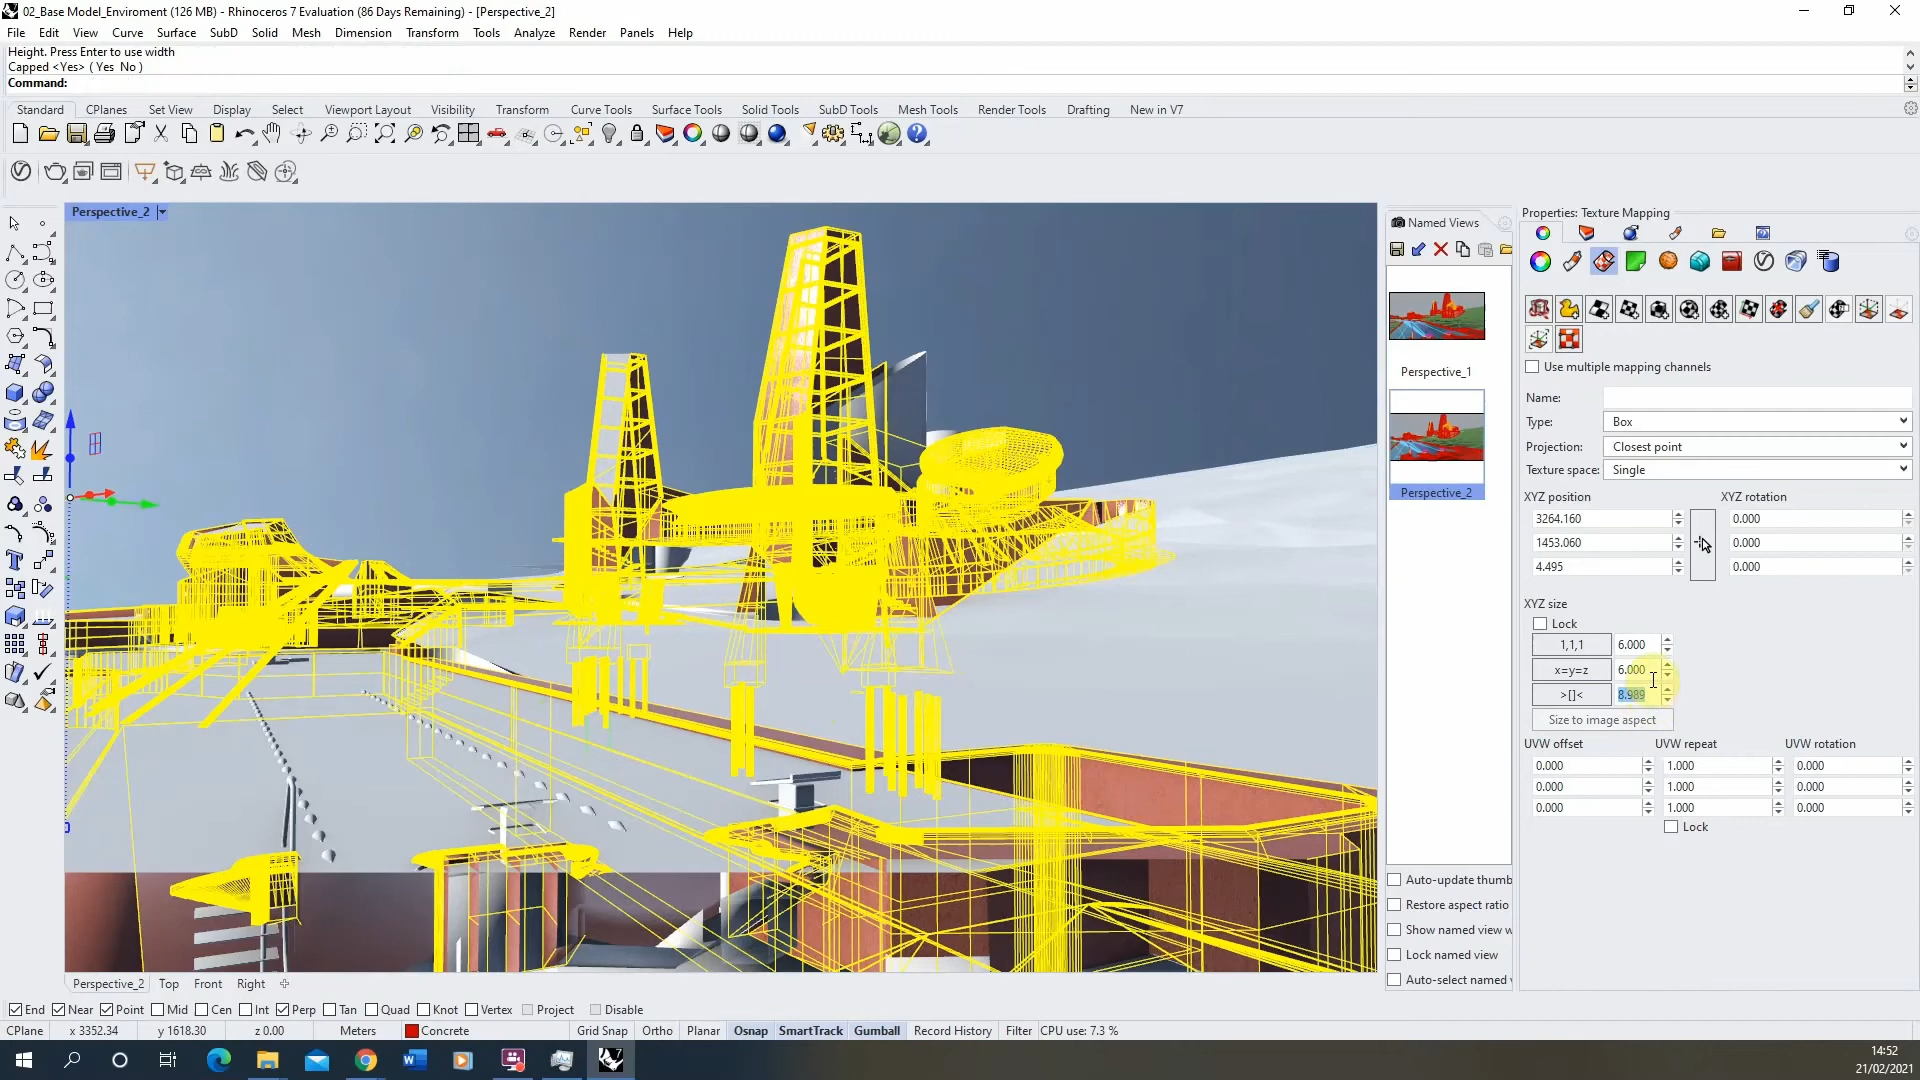 02_Base Model_Enviroment (126 MB) - Rhinoceros 7 Evaluation (86 Days Remaining) - [Perspective_2]
File Edit View Curve Surface SubD Solid Mesh Dimension Transform Tools Analyze Render Panels Help
Height. Press Enter to use width
Capped <Yes> ( Yes No )
Command:
Standard CPlanes Set View Display Select Viewport Layout Visibility Transform Curve Tools Surface Tools Solid Tools SubD Tools Mesh Tools Render Tools Drafting New in V7
Perspective_2
Named Views
Perspective_1
Perspective_2
Auto-update thumb
Restore aspect ratio
Show named view w
Lock named view
Auto-select named
Properties: Texture Mapping
Use multiple mapping channels
Name:
Type: Box
Projection: Closest point
Texture space: Single
XYZ position XYZ rotation
3264.160 0.000
1453.060 0.000
4.495 0.000
XYZ size
Lock
1,1,1 6.000
x=y=z 6.000
>[]< 8.989
Size to image aspect
UVW offset UVW repeat UVW rotation
0.000 1.000 0.000
0.000 1.000 0.000
0.000 1.000 0.000
Lock
Perspective_2 Top Front Right
End Near Point Mid Cen Int Perp Tan Quad Knot Vertex Project Disable
CPlane x 3352.34 y 1618.30 z 0.00 Meters Concrete Grid Snap Ortho Planar Osnap SmartTrack Gumball Record History Filter CPU use: 7.3 %
14:52
21/02/2021